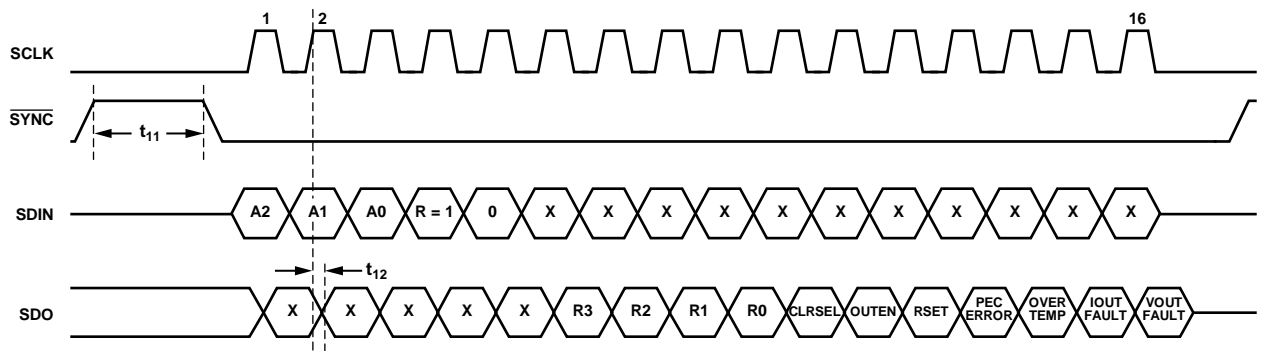 1 2 16
SCLK
SYNC
t11
SDIN A2 A1 A0 R = 1 0 X X X X X X X X X X X
t12
SDO X X X X X R3 R2 R1 R0 CLRSEL OUTEN RSET PEC ERROR OVER TEMP IOUT FAULT VOUT FAULT